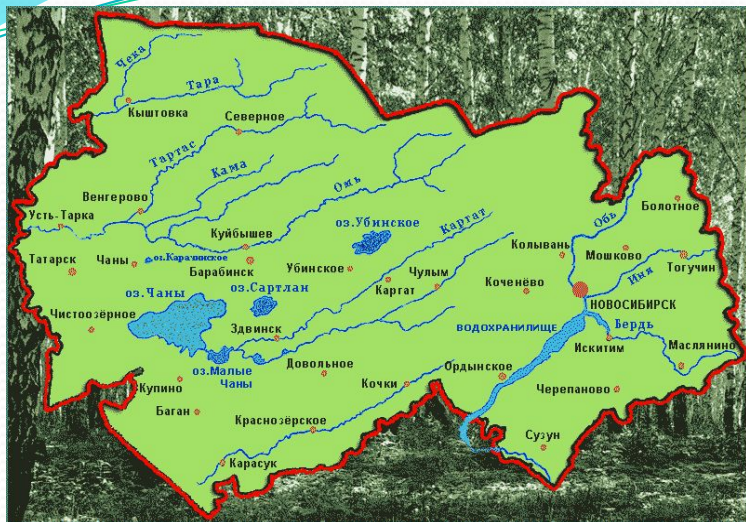 Чека
Тара
Кыштовка
Северное
Тартас
Кама
Венгерово
Омь
Усть-Тарка
Болотное
оз.Убинское
Каргат
Обь
Куйбышев
Колывань
Мошково
Татарск
Чаны
оз.Карачинское
Барабинск
Убинское
Иня
Тогучин
Чулым
Каргат
Коченёво
оз.Чаны
оз.Сартлан
НОВОСИБИРСК
Чистоозёрное
Здвинск
ВОДОХРАНИЛИЩЕ
Бердь
Искитим
оз.Малые
Чаны
Довольное
Ордынское
Маслянино
Купино
Кочки
Черепаново
Баган
Краснозёрское
Сузун
Карасук